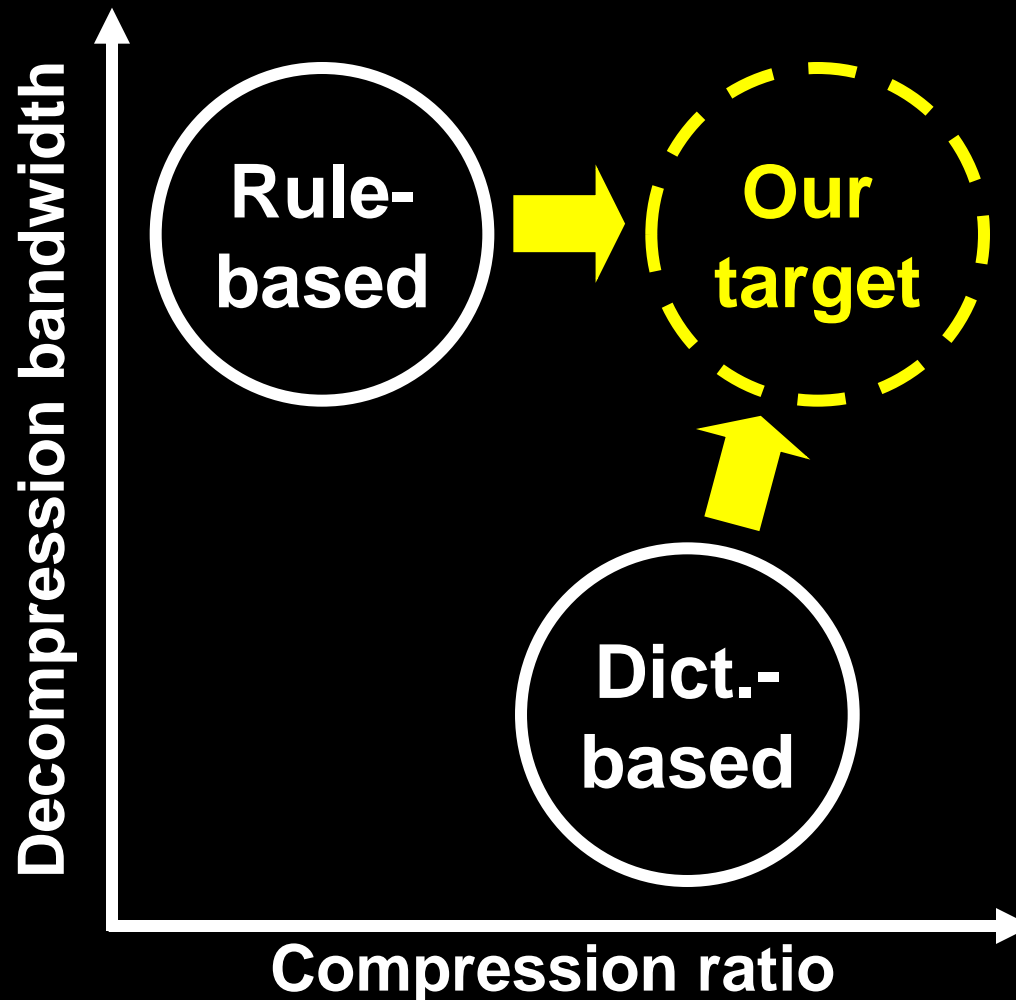 Decompression bandwidth
Rule-
based
Our
target
Dict.-
based
Compression ratio